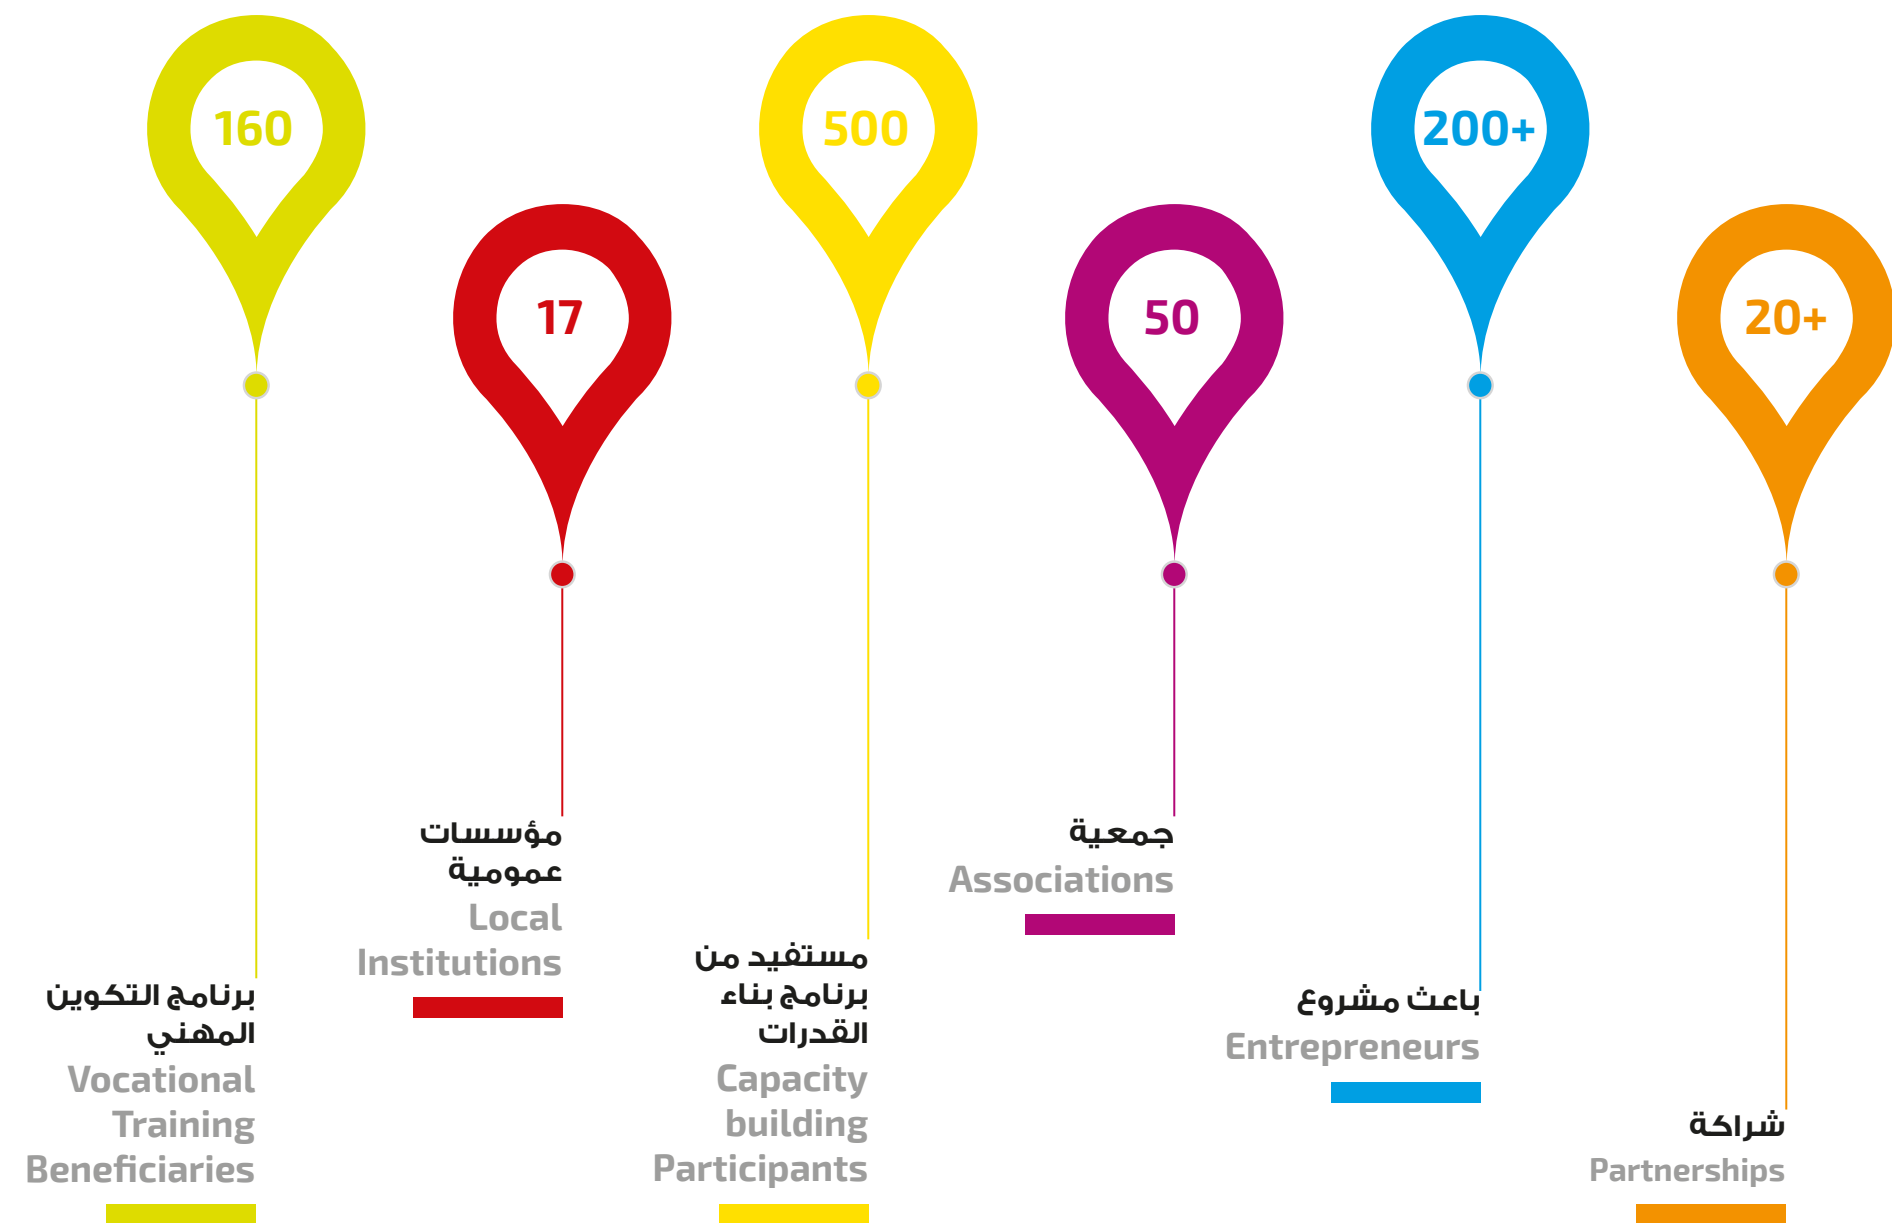 160
برنامج التكوين
المهني
Vocational
Training
Beneficiaries
17
مؤسسات
عمومية
Local
Institutions
500
مستفيد من
برنامج بناء
القدرات
Capacity
building
Participants
50
جمعية
Associations
200+
باعث مشروع
Entrepreneurs
20+
شراكة
Partnerships